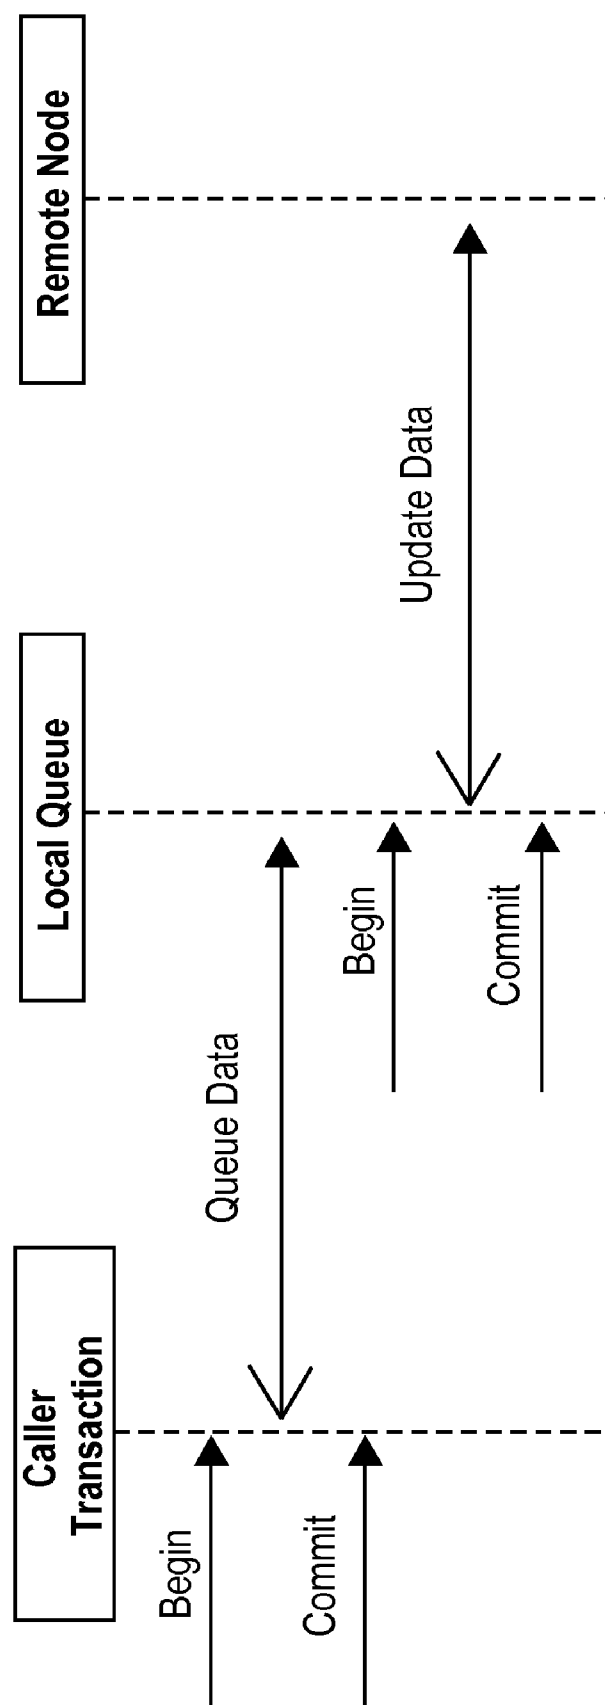 Caller
Transaction
Local Queue
Remote Node
Begin
Queue Data
Commit
Begin
Update Data
Commit